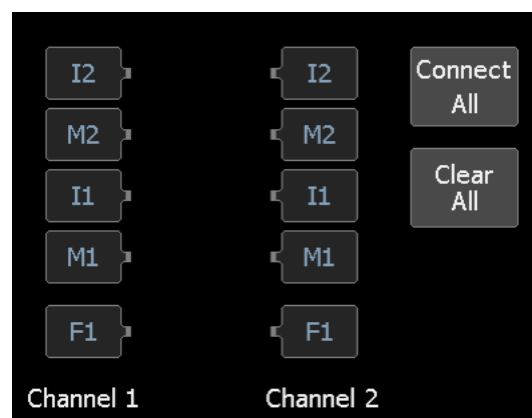 I2 I2 Connect
All
M2 M2
I1 I1 Clear
All
M1 M1
F1 F1
Channel 1 Channel 2